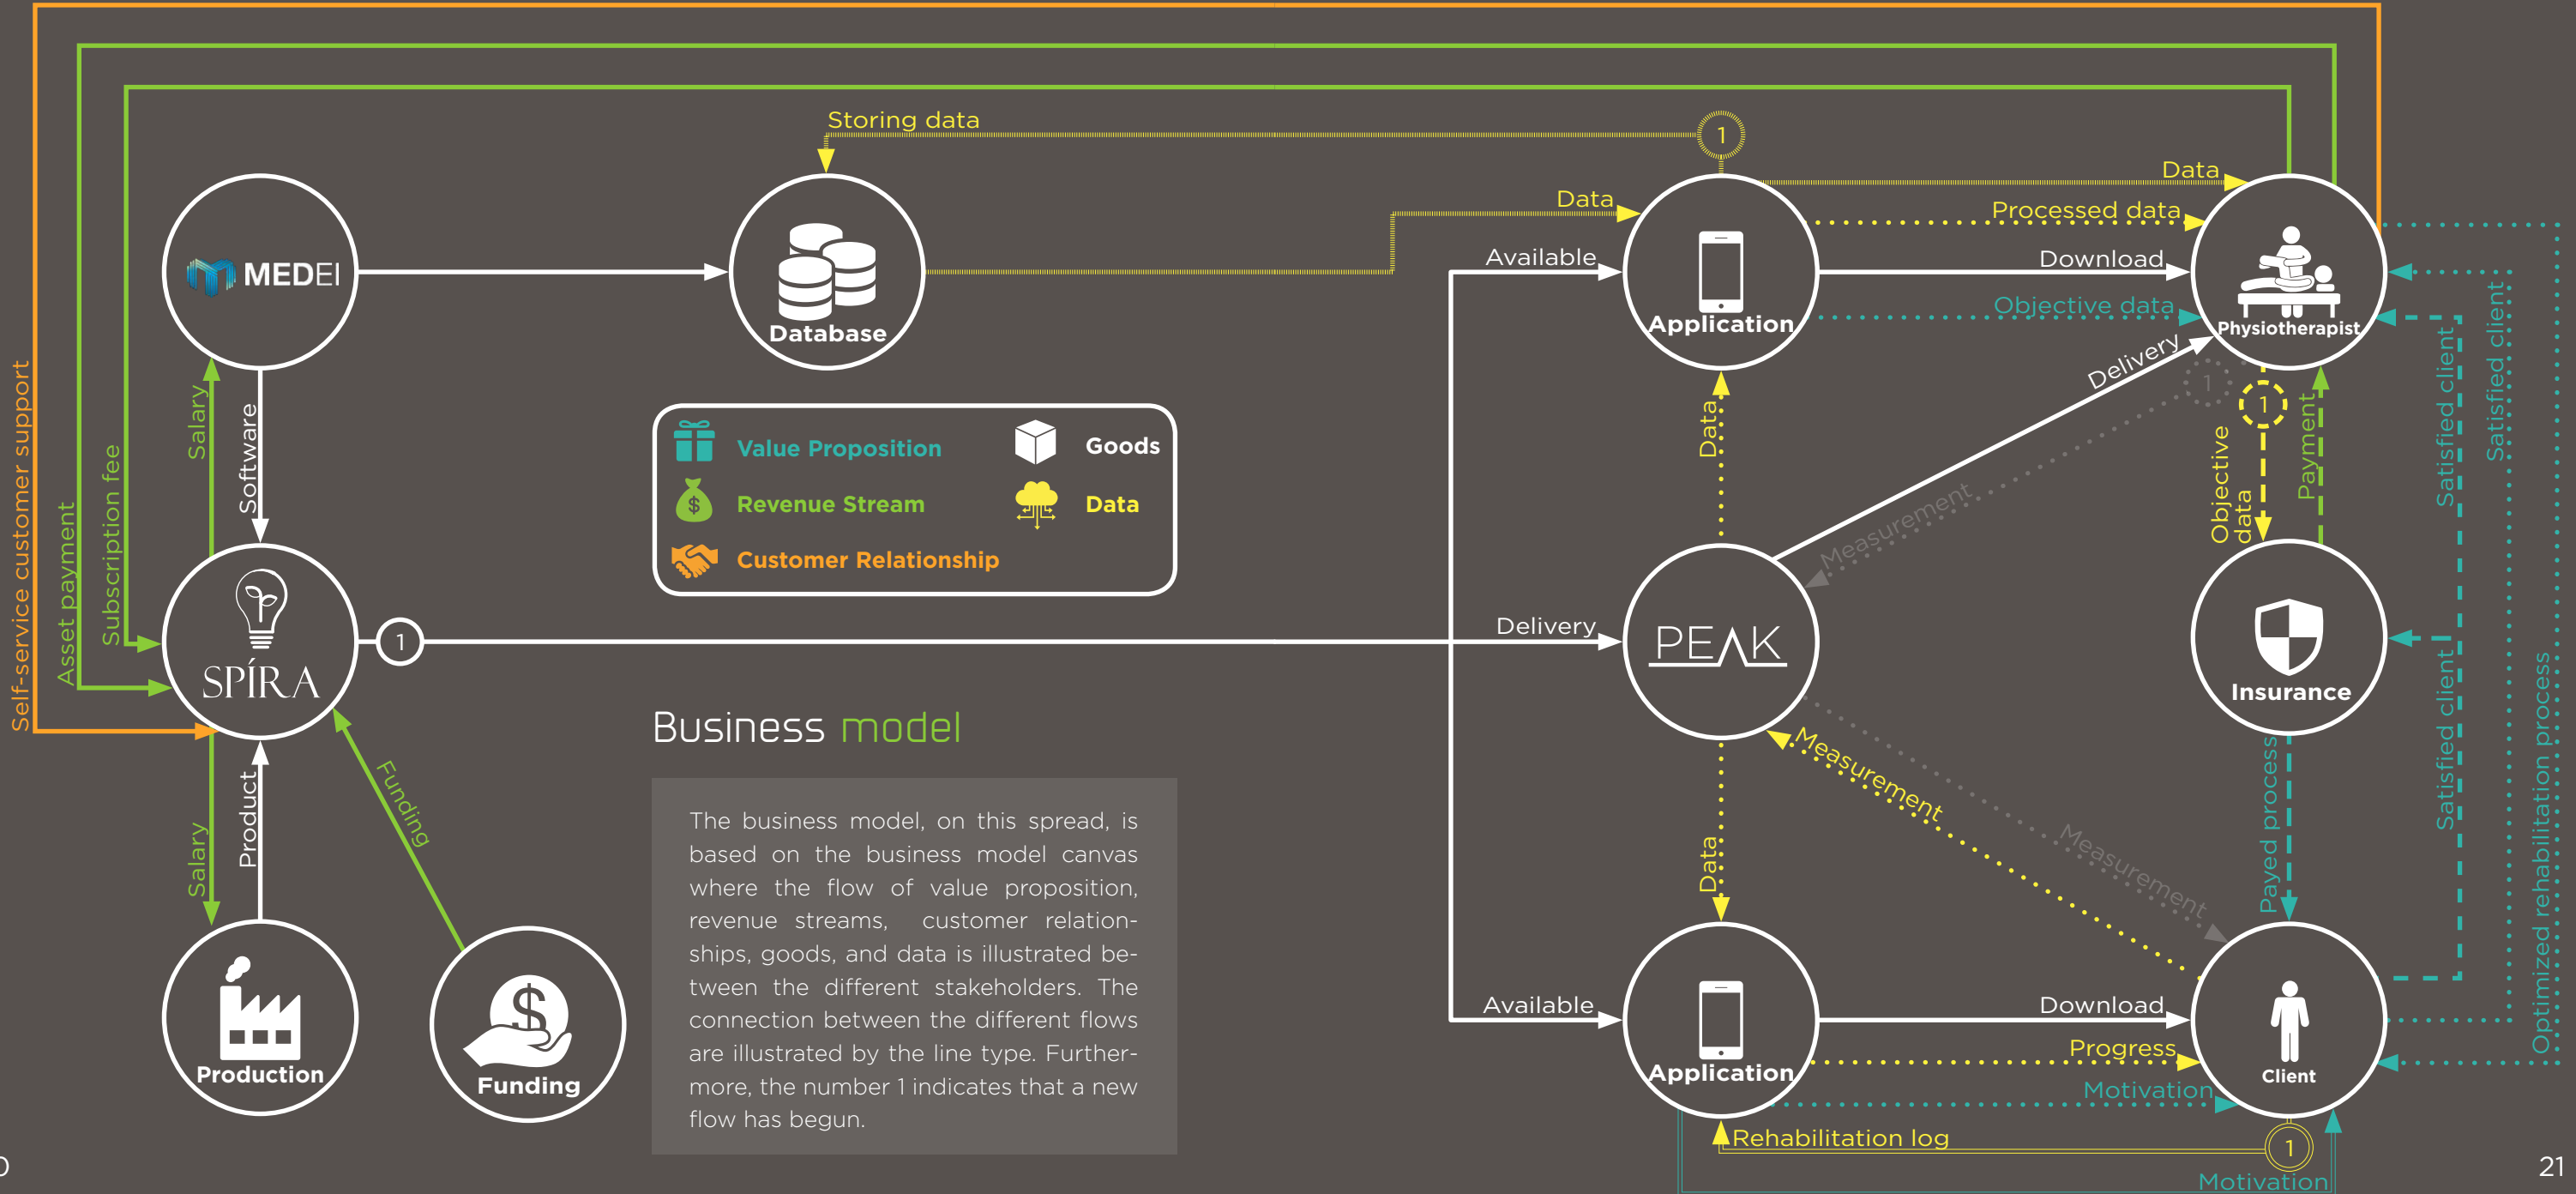 Storing data
1
Data
Data
Processed data
Available
Download
Objective data
MEDEI
Database
Application
Physiotherapist
Delivery
1
1
Salary
Software
Value Proposition
Goods
Revenue Stream
Data
Customer Relationship
Data
Measurement
Objective
data
Payment
Satisfied client
Satisfied client
Self-service customer support
Asset payment
Subscription fee
SPÍRA
1
Delivery
PEAK
Insurance
Business model
The business model, on this spread, is
based on the business model canvas
where the flow of value proposition,
revenue streams, customer relation-
ships, goods, and data is illustrated be-
tween the different stakeholders. The
connection between the different flows
are illustrated by the line type. Further-
more, the number 1 indicates that a new
flow has begun.
Salary
Product
Funding
Production
Funding
Measurement
Measurement
Data
Payed process
Satisfied client
Optimized rehabilitation process
Available
Application
Download
Progress
Motivation
Client
Rehabilitation log
1
Motivation
0
21